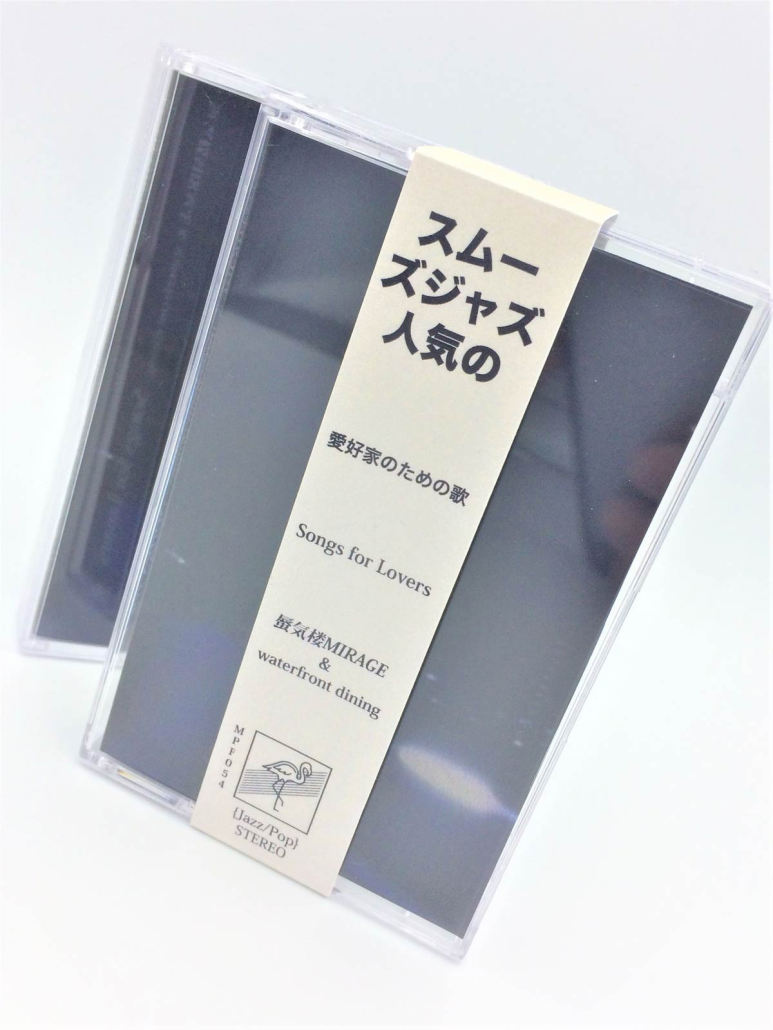 スムー
ズジャズ
人気の
愛好家のための歌
Songs for Lovers
蜃気楼MIRAGE
&
waterfront dining
MPF054
{Jazz/Pop}
STEREO